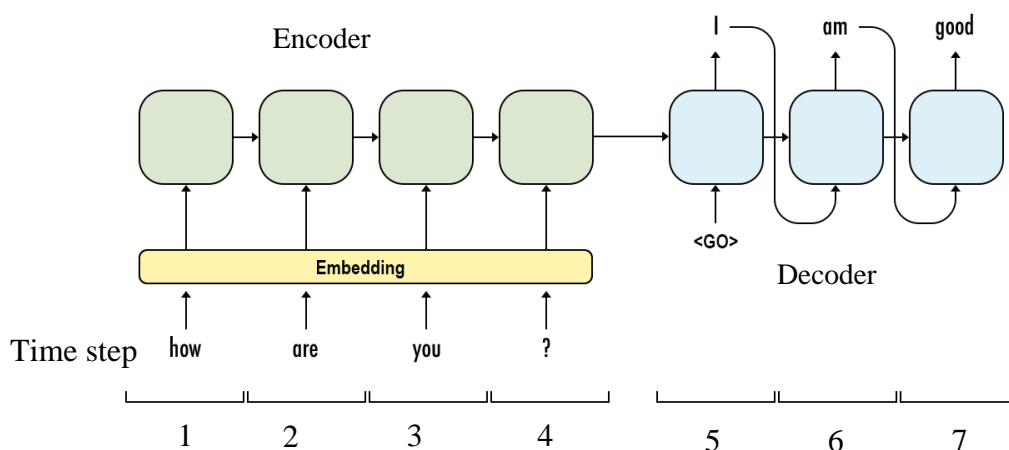 Encoder
I am good
Embedding
<GO>
Decoder
Time step how are you ?
1 2 3 4 5 6 7